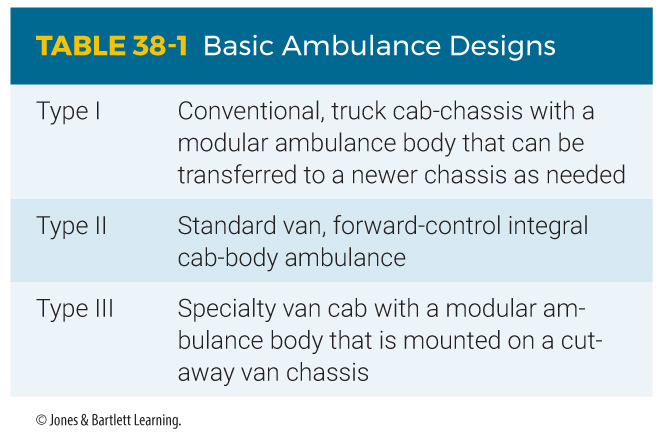 TABLE 38-1 Basic Ambulance Designs
Type I Conventional, truck cab-chassis with a
modular ambulance body that can be
transferred to a newer chassis as needed
Type II Standard van, forward-control integral
cab-body ambulance
Type III Specialty van cab with a modular am-
bulance body that is mounted on a cut-
away van chassis
© Jones & Bartlett Learning.